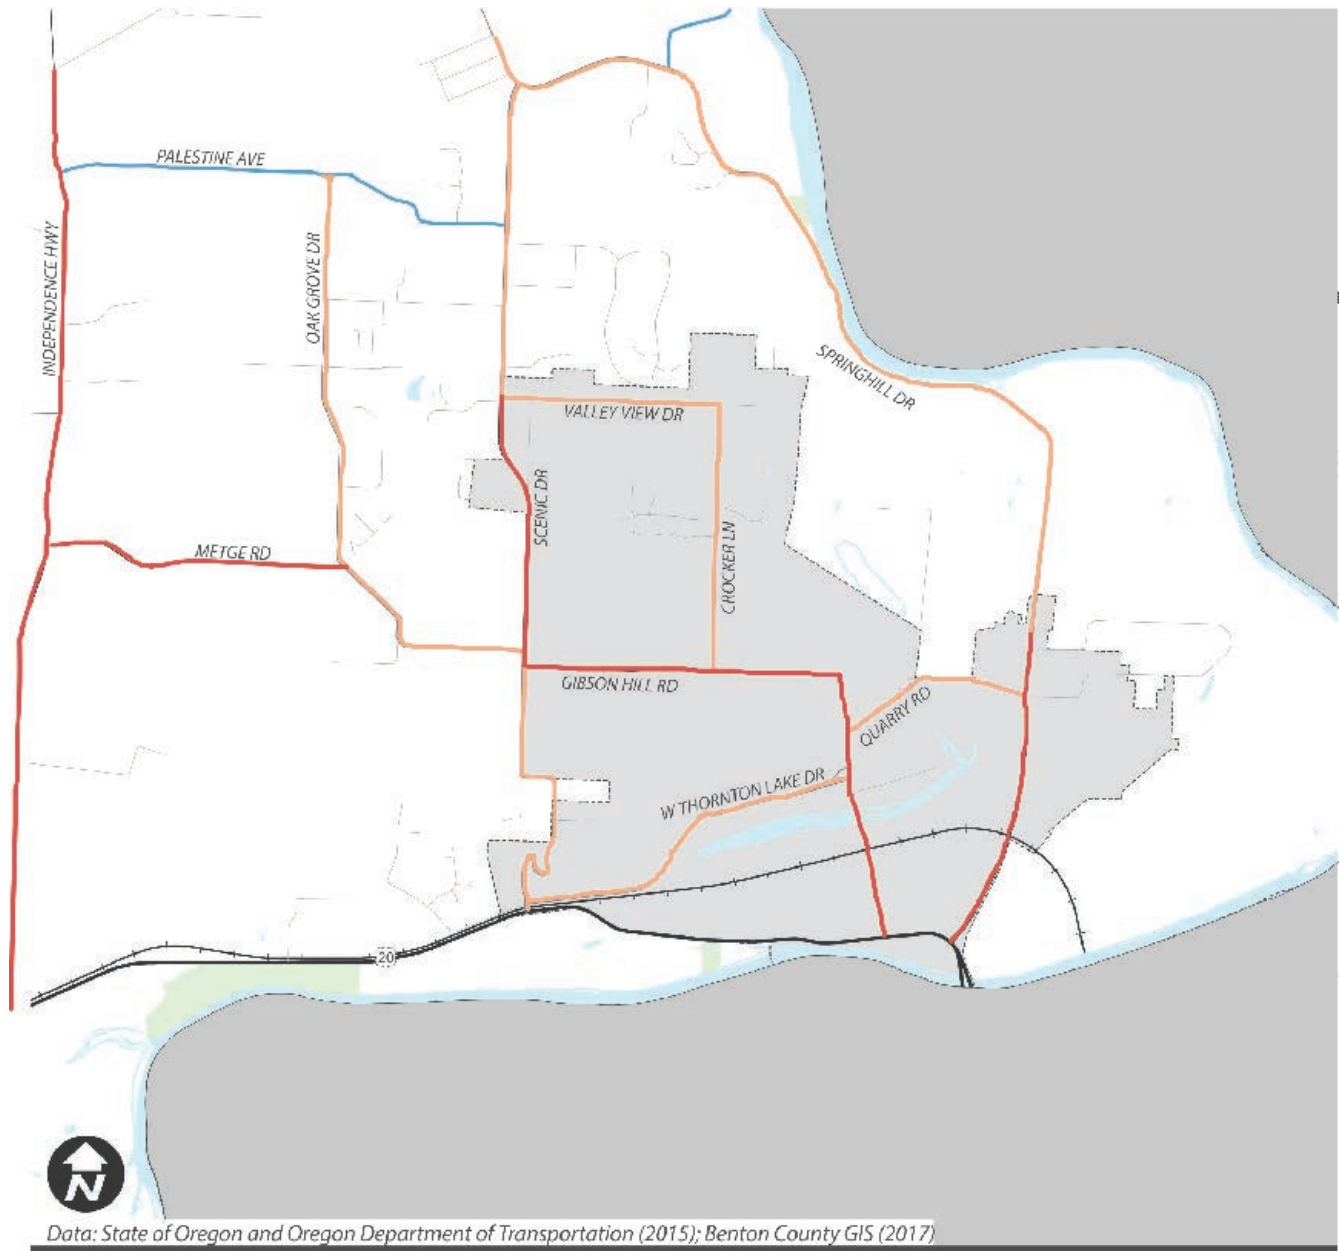 PALESTINE AVE
INDEPENDENCE HWY
OAK GROVE DR
SPRINGHILL DR
VALLEY VIEW DR
SCENIC DR
CROCKER LN
METGE RD
GIBSON HILL RD
QUARRY RD
W THORNTON LAKE DR
20
N
Data: State of Oregon and Oregon Department of Transportation (2015); Benton County GIS (2017)